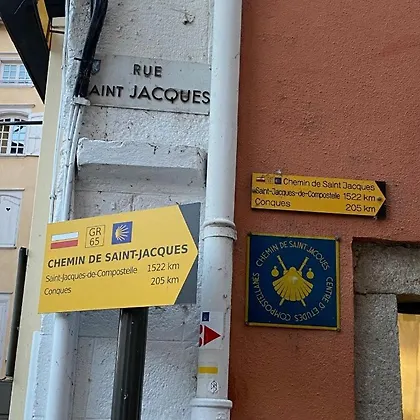 RUE
SAINT JACQUES
Chemin de Saint Jacques
Saint-Jacques-de-Compostelle 1522 km
Conques 205 km
GR
65
CHEMIN DE SAINT-JACQUES
Saint-Jacques-de-Compostelle 1522 km
Conques 205 km
CHEMIN DE SAINT-JACQUES
CENTRE D'ETUDES COMPOSTELLANES